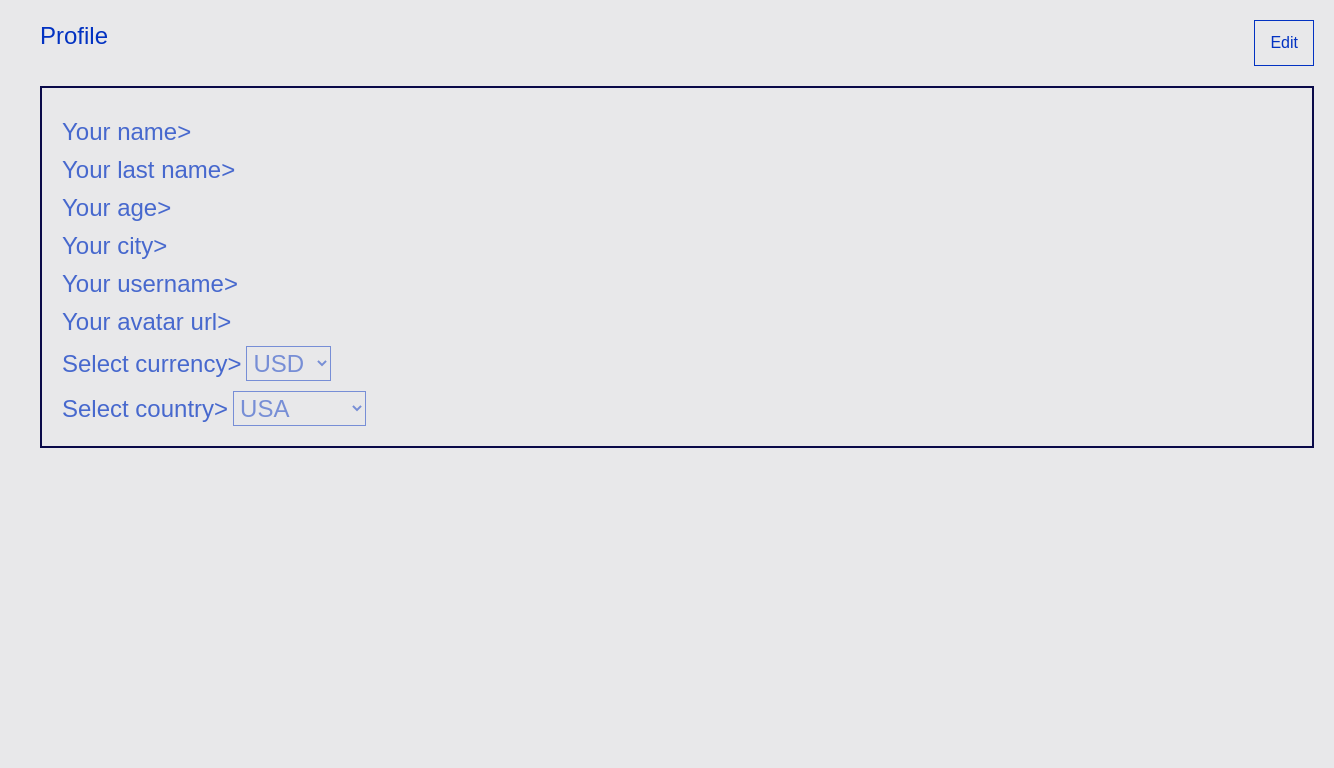 Profile
Edit
Your name>
Your last name>
Your age>
Your city>
Your username>
Your avatar url>
Select currency> USD
Select country> USA